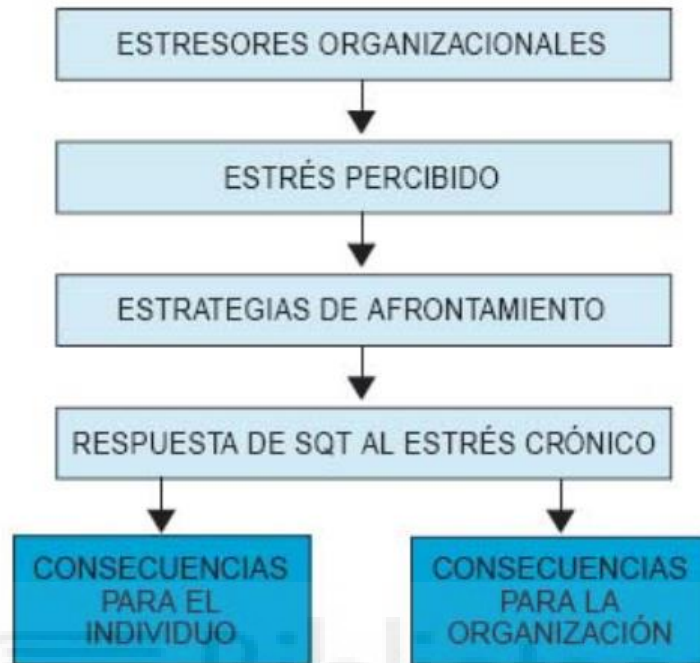 ESTRESORES ORGANIZACIONALES
ESTRÉS PERCIBIDO
ESTRATEGIAS DE AFRONTAMIENTO
RESPUESTA DE SQT AL ESTRÉS CRÓNICO
CONSECUENCIAS
PARA EL
INDIVIDUO
CONSECUENCIAS
PARA LA
ORGANIZACIÓN